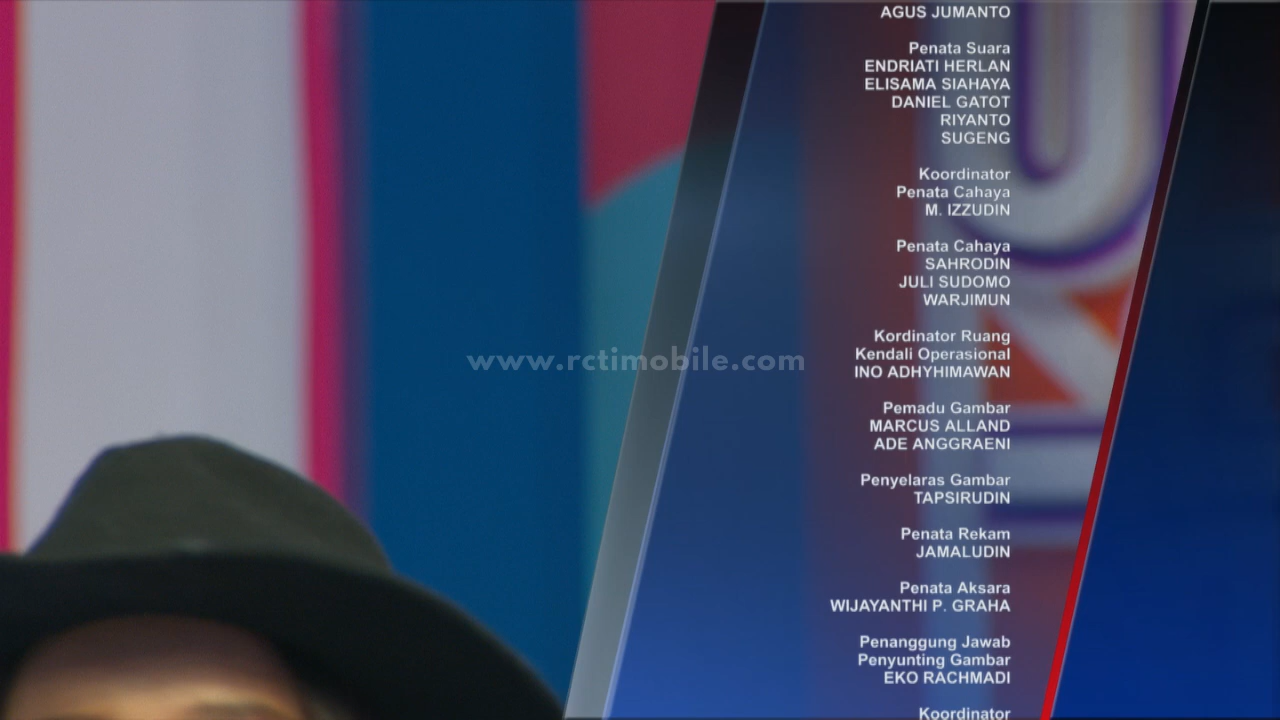 AGUS JUMANTO
Penata Suara
ENDRIATI HERLAN
ELISAMA SIAHAYA
DANIEL GATOT
RIYANTO
SUGENG
Koordinator
Penata Cahaya
M. IZZUDIN
Penata Cahaya
SAHRODIN
JULI SUDOMO
WARJIMUN
Kordinator Ruang
Kendali Operasional
INO ADHYHIMAWAN
www.rctimobile.com
Pemadu Gambar
MARCUS ALLAND
ADE ANGGRAENI
Penyelaras Gambar
TAPSIRUDIN
Penata Rekam
JAMALUDIN
Penata Aksara
WIJAYANTHI P. GRAHA
Penanggung Jawab
Penyunting Gambar
EKO RACHMADI
Koordinator